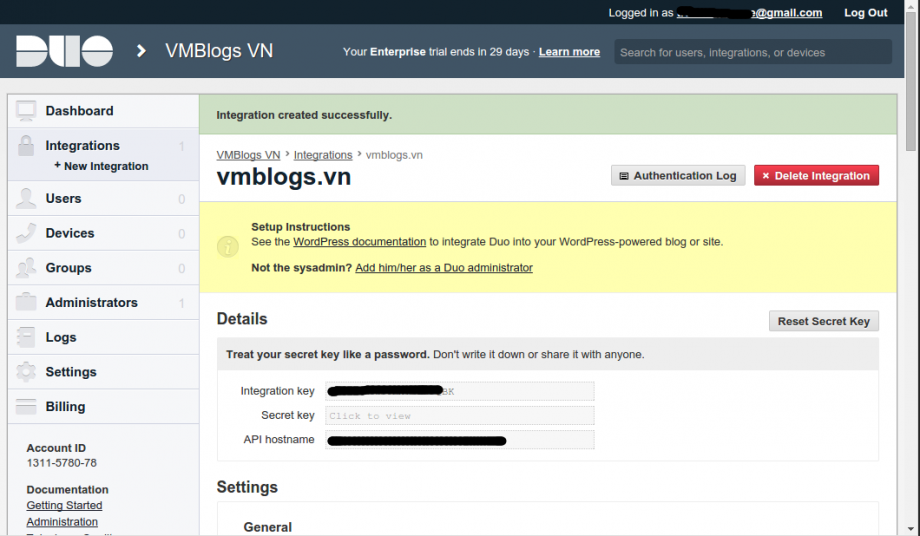 Logged in as e@gmail.com Log Out
DUO VMBlogs VN Your Enterprise trial ends in 29 days · Learn more Search for users, integrations, or devices
Dashboard
Integrations 1
+ New Integration
Users 0
Devices 0
Groups 0
Administrators 1
Logs
Settings
Billing
Account ID
1311-5780-78
Documentation
Getting Started
Administration
Integration created successfully.
VMBlogs VN > Integrations > vmblogs.vn
vmblogs.vn
Authentication Log × Delete Integration
Setup Instructions
See the WordPress documentation to integrate Duo into your WordPress-powered blog or site.
Not the sysadmin? Add him/her as a Duo administrator
Details
Reset Secret Key
Treat your secret key like a password. Don't write it down or share it with anyone.
Integration key
Secret key Click to view
API hostname
Settings
General